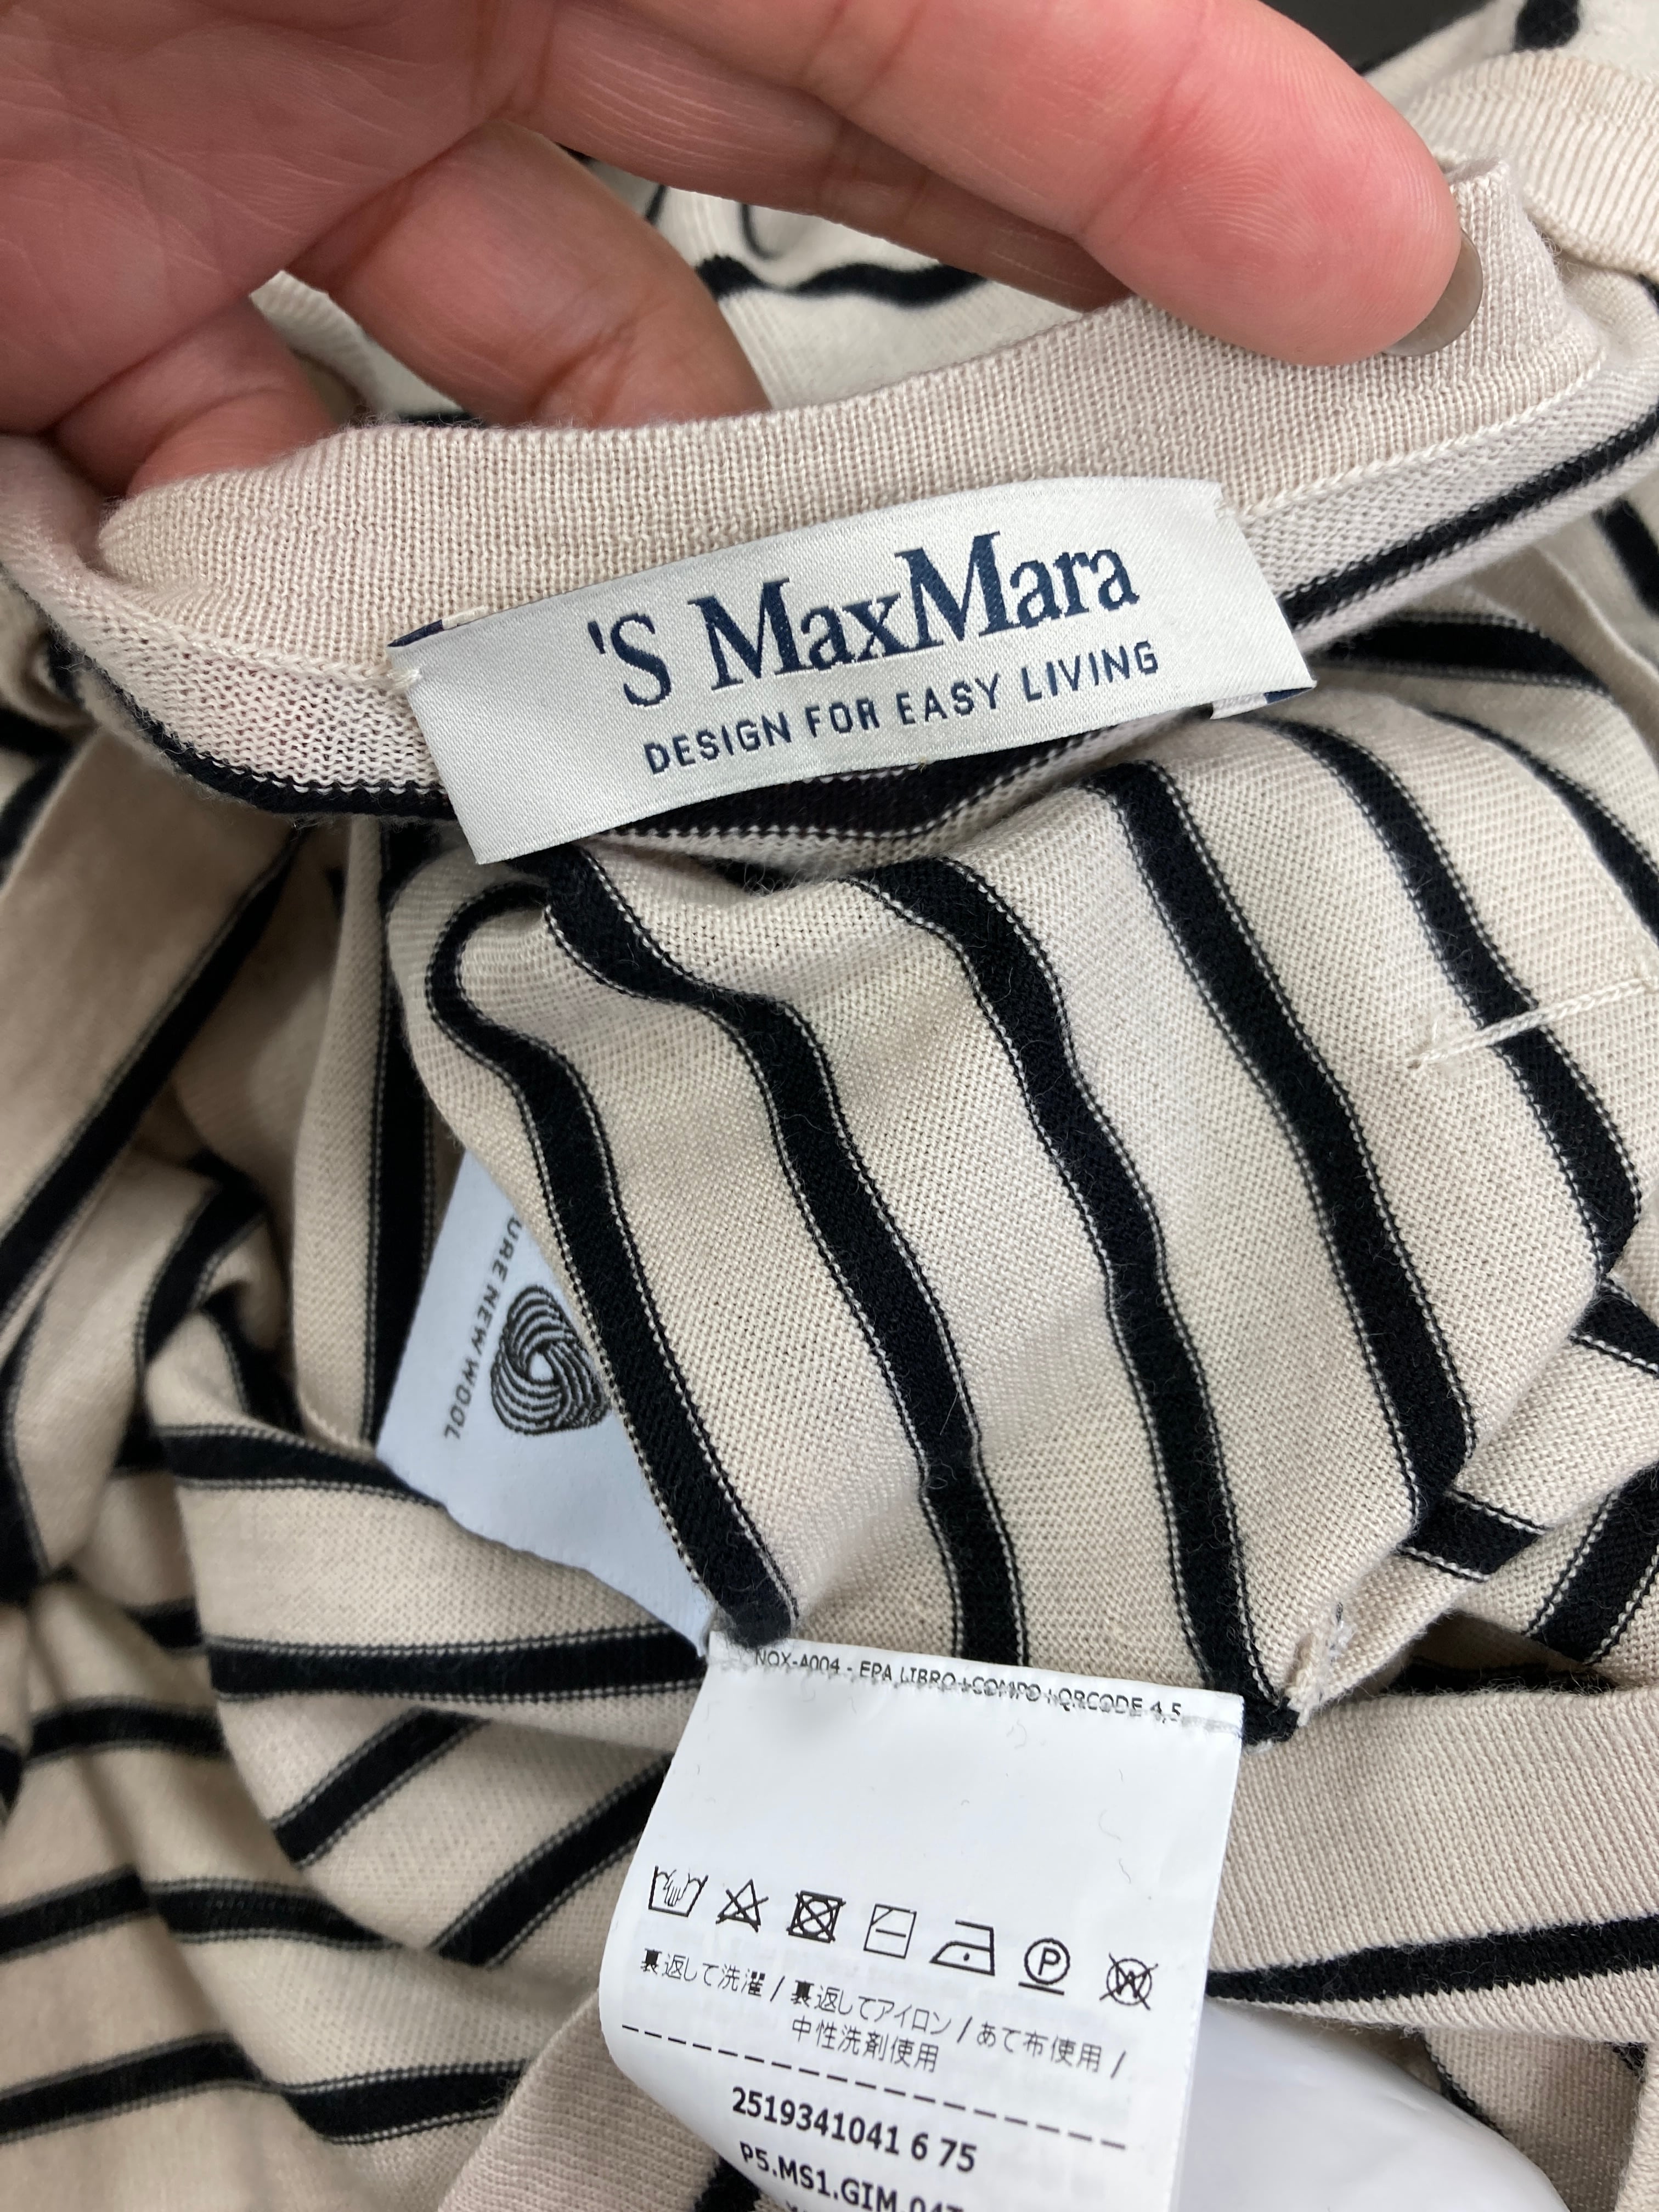 'S MaxMara
DESIGN FOR EASY LIVING
URE NEW WOOL
NOX-A004 - EPA LIBRO+COMPO+QRCODE 4,5
P
W
裏返して洗濯 / 裏返してアイロン / あて布使用 /
中性洗剤使用
2519341041 6 75
P5.MS1.GIM.04T